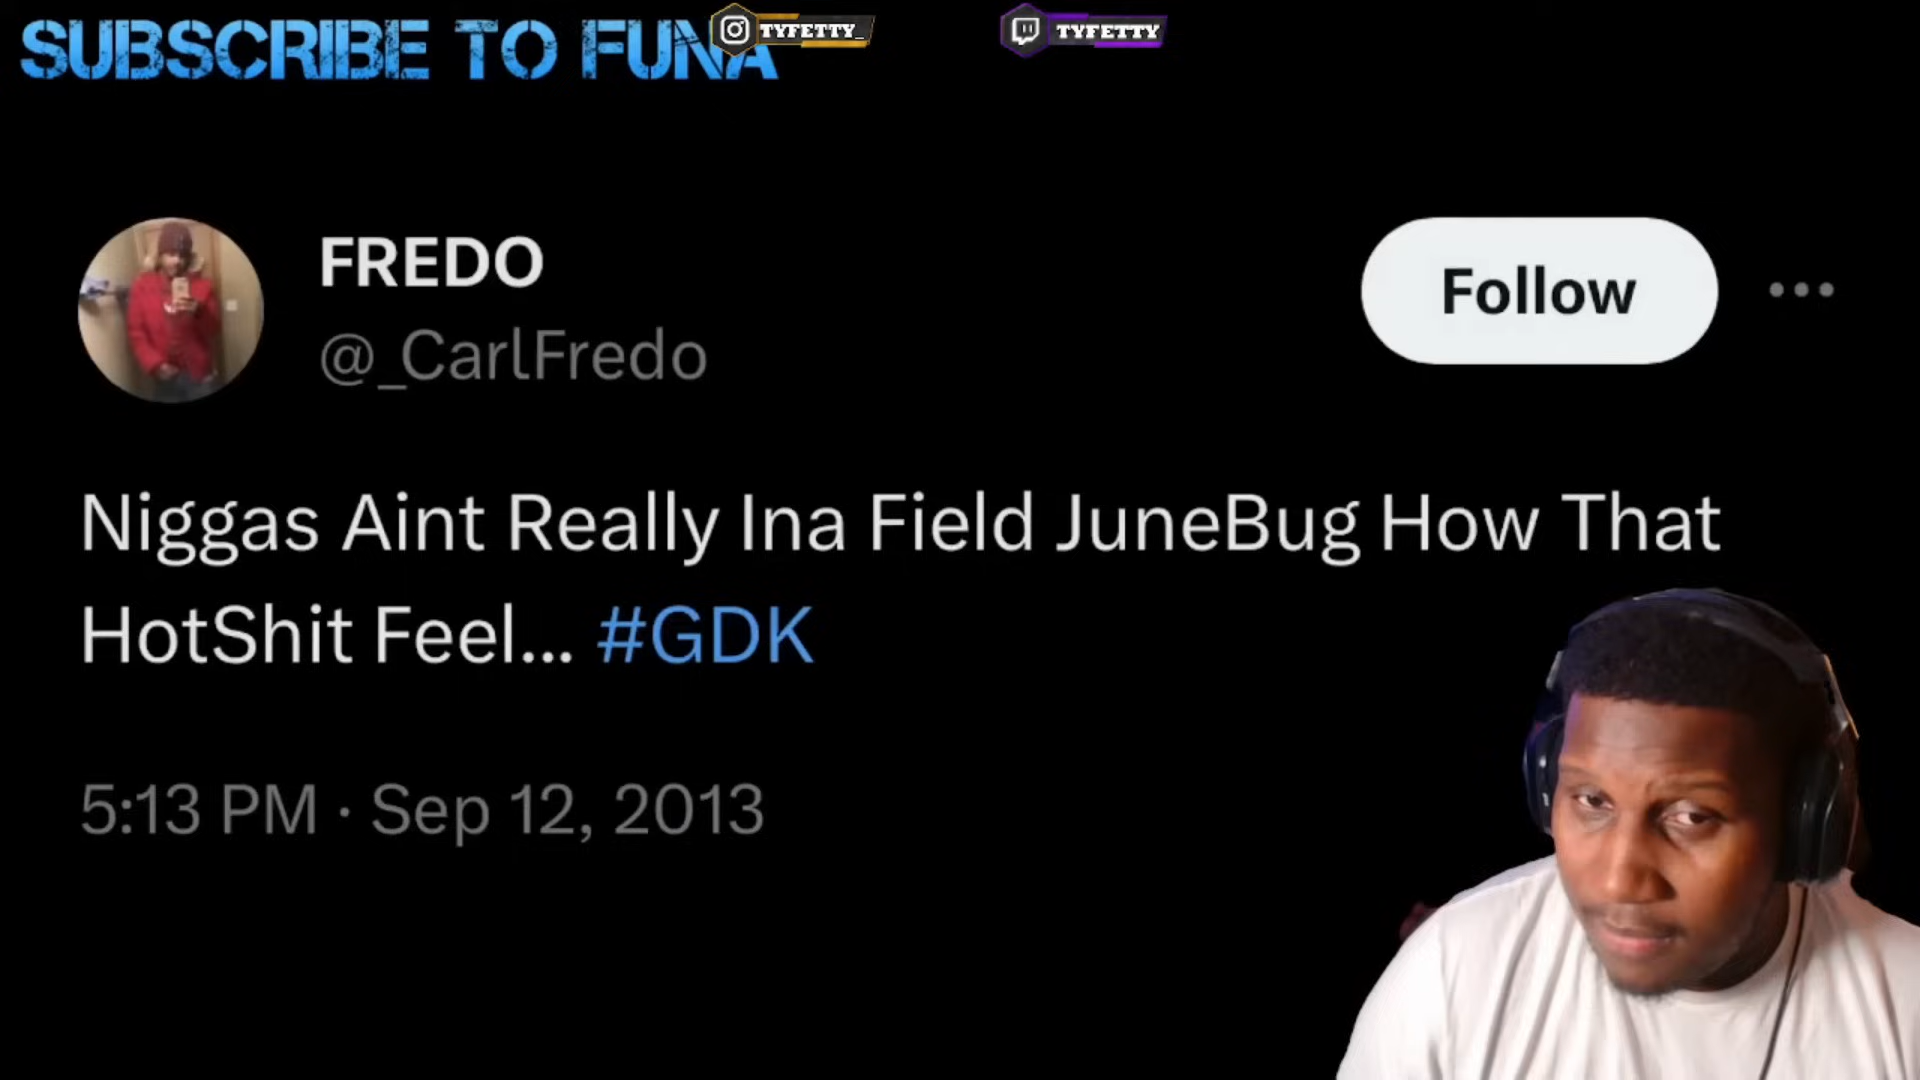 SUBSCRIBE TO FUNA
TYFETTY_
TYFETTY
FREDO
@_CarlFredo
Follow
Niggas Aint Really Ina Field JuneBug How That
HotShit Feel... #GDK
5:13 PM · Sep 12, 2013